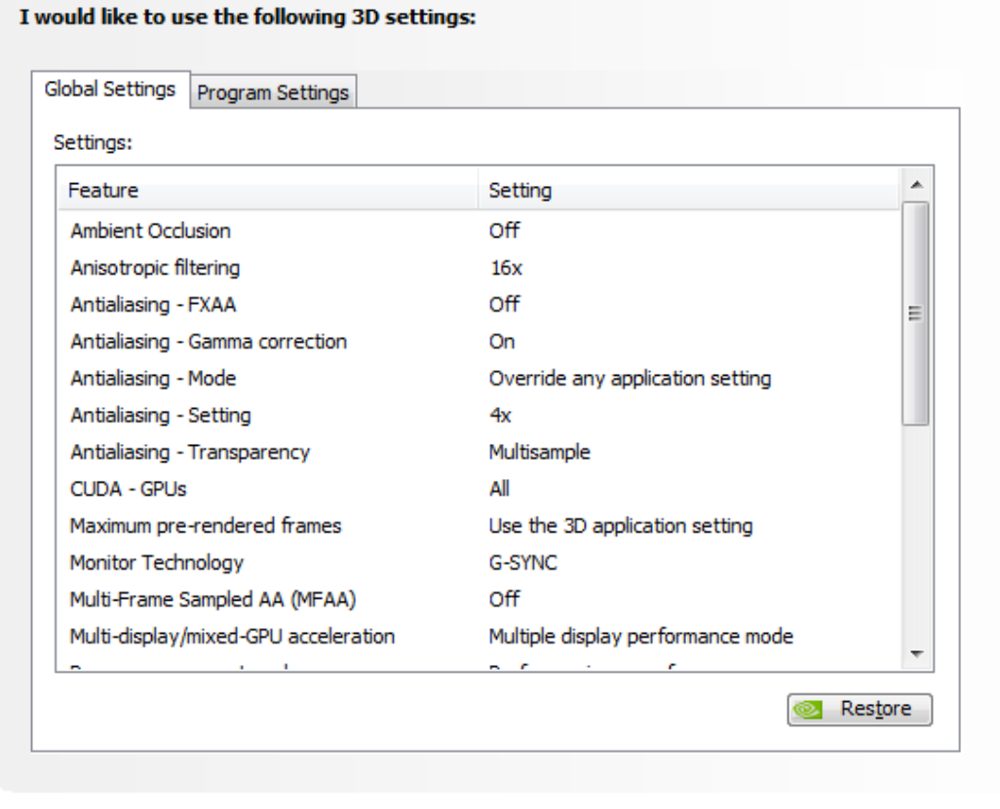 I would like to use the following 3D settings:
Global Settings Program Settings
Settings:
Feature Setting
Ambient Occlusion Off
Anisotropic filtering 16x
Antialiasing - FXAA Off
Antialiasing - Gamma correction On
Antialiasing - Mode Override any application setting
Antialiasing - Setting 4x
Antialiasing - Transparency Multisample
CUDA - GPUs All
Maximum pre-rendered frames Use the 3D application setting
Monitor Technology G-SYNC
Multi-Frame Sampled AA (MFAA) Off
Multi-display/mixed-GPU acceleration Multiple display performance mode
Restore